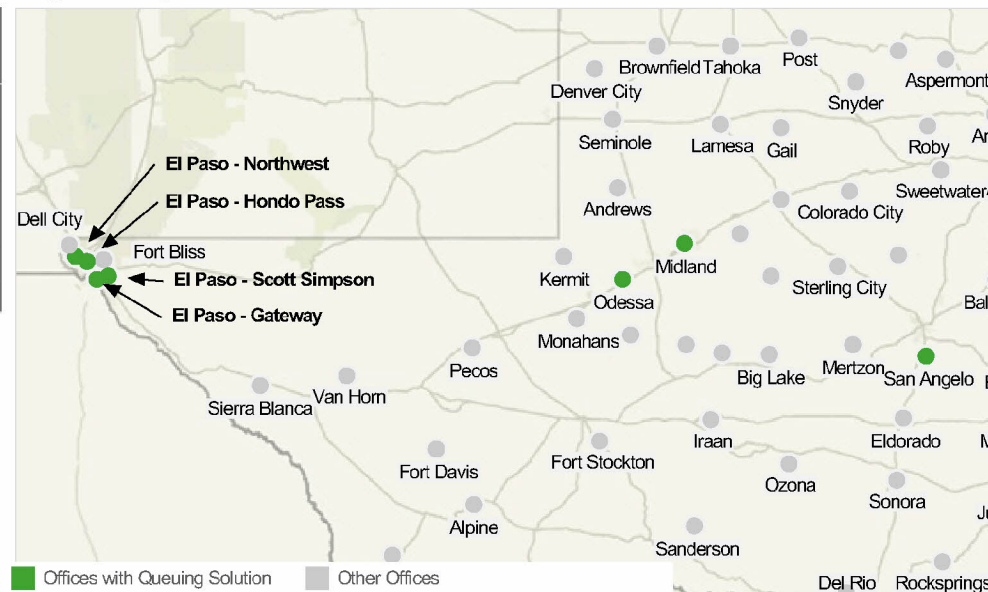 Post
Brownfield Tahoka
Aspermont
Denver City
Snyder
Seminole
Lamesa
Gail
Roby
El Paso - Northwest
El Paso - Hondo Pass
Sweetwater
Andrews
Colorado City
Dell City
Fort Bliss
Midland
Kermit
El Paso - Scott Simpson
Sterling City
Odessa
El Paso - Gateway
Monahans
Mertzon
Pecos
Big Lake
San Angelo
Van Horn
Sierra Blanca
Iraan
Eldorado
Fort Davis
Fort Stockton
Ozona
Sonora
Alpine
Sanderson
Offices with Queuing Solution
Other Offices
Del Rio
Rocksprings